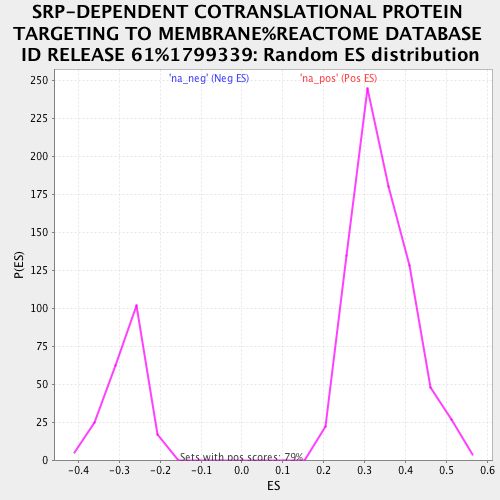 SRP-DEPENDENT COTRANSLATIONAL PROTEIN
TARGETING TO MEMBRANE%REACTOME DATABASE
ID RELEASE 61%1799339: Random ES distribution
'na_neg' (Neg ES)
'na_pos' (Pos ES)
250
225
200
175
150
125
100
75
50
25
0
P(ES)
Sets with pos scores: 79%
-0.4
-0.3
-0.2
-0.1
0.0
0.1
0.2
0.3
0.4
0.5
0.6
ES